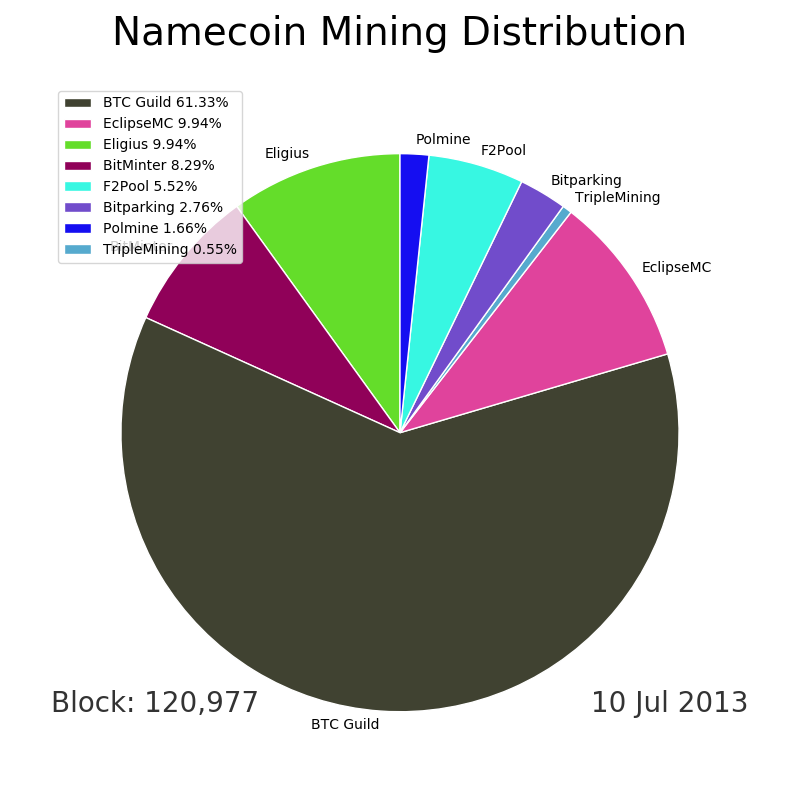 Namecoin Mining Distribution
BTC Guild 61.33%
EclipseMC 9.94%
Eligius 9.94%
BitMinter 8.29%
F2Pool 5.52%
Bitparking 2.76%
Polmine 1.66%
TripleMining 0.55%
Polmine
F2Pool
Eligius
Bitparking
TripleMining
BitMinter
EclipseMC
Block: 120,977
10 Jul 2013
BTC Guild